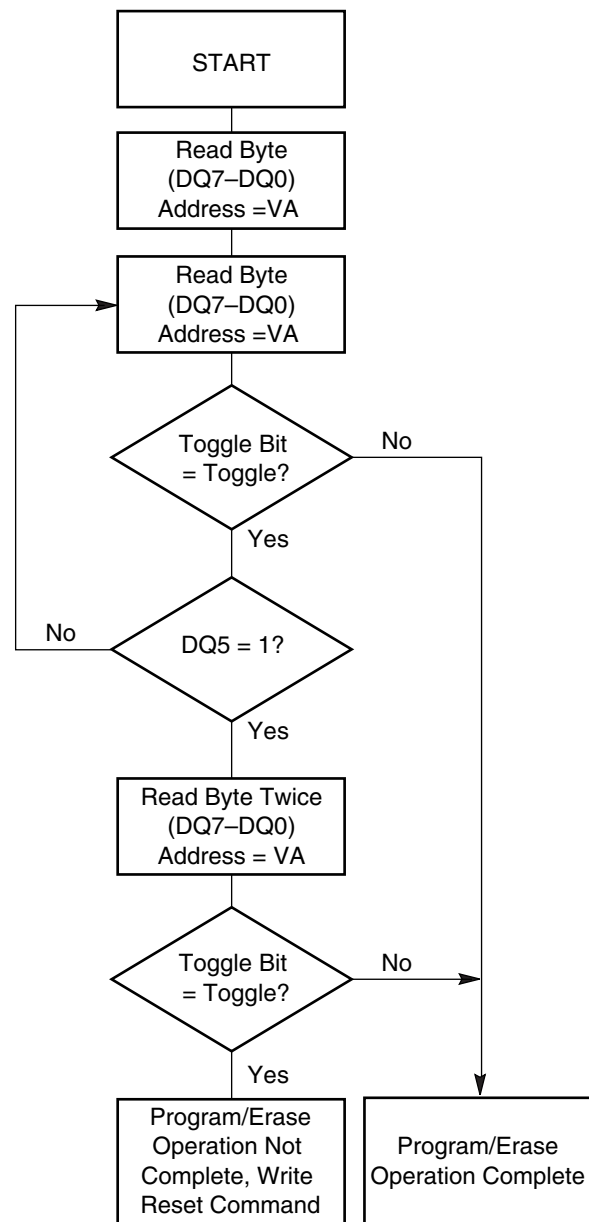 START
Read Byte
(DQ7–DQ0)
Address =VA
Read Byte
(DQ7–DQ0)
Address =VA
Toggle Bit
= Toggle?
No
Yes
No
DQ5 = 1?
Yes
Read Byte Twice
(DQ7–DQ0)
Address = VA
Toggle Bit
= Toggle?
No
Yes
Program/Erase
Operation Not
Complete, Write
Reset Command
Program/Erase
Operation Complete